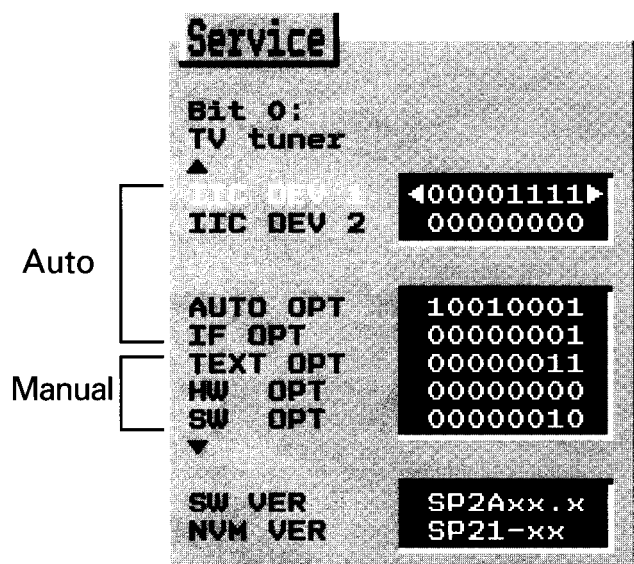 Service
Bit 0:
TV tuner
▲
IIC DEV 1 ◀00001111▶
IIC DEV 2 00000000
Auto
AUTO OPT 10010001
IF OPT 00000001
TEXT OPT 00000011
Manual
HW OPT 00000000
SW OPT 00000010
▼
SW VER SP2Axx.x
NVM VER SP21-xx